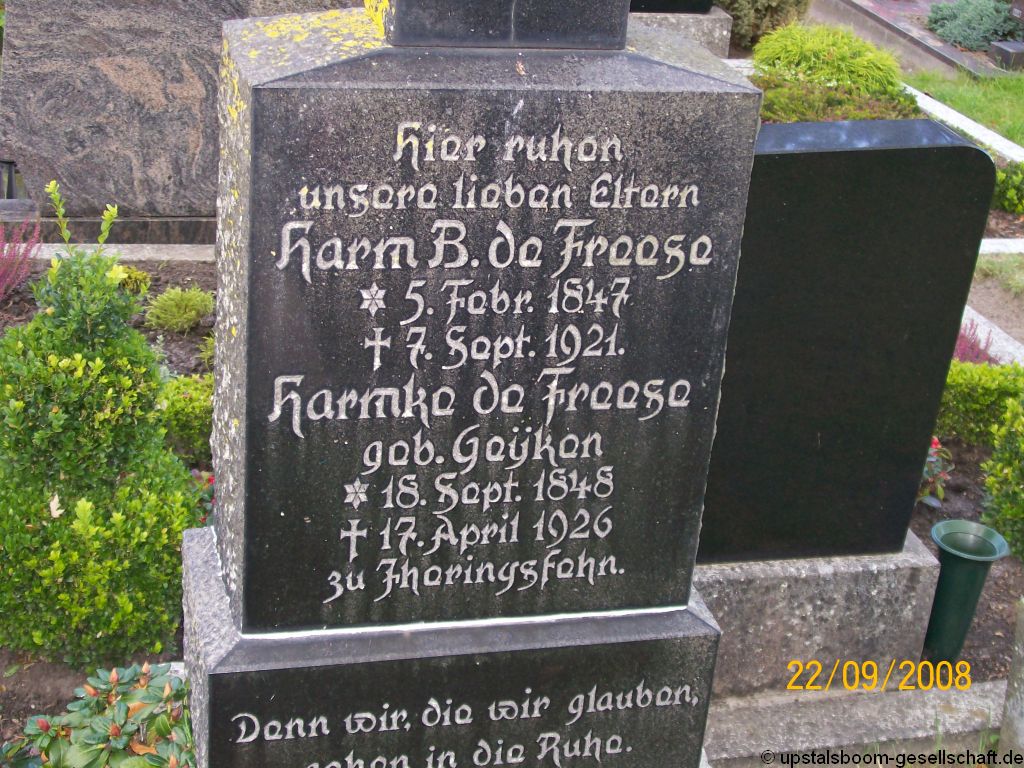 Hier ruhen
unsere lieben Eltern
Harm B. de Freese
* 5. Febr. 1847
† 7. Sept. 1921.
Harmke de Freese
geb. Geijken
* 18. Sept. 1848
† 17. April 1926
zu Jheringsfehn.
Denn wir, die wir glauben,
gehen in die Ruhe.
22/09/2008
© upstalsboom-gesellschaft.de